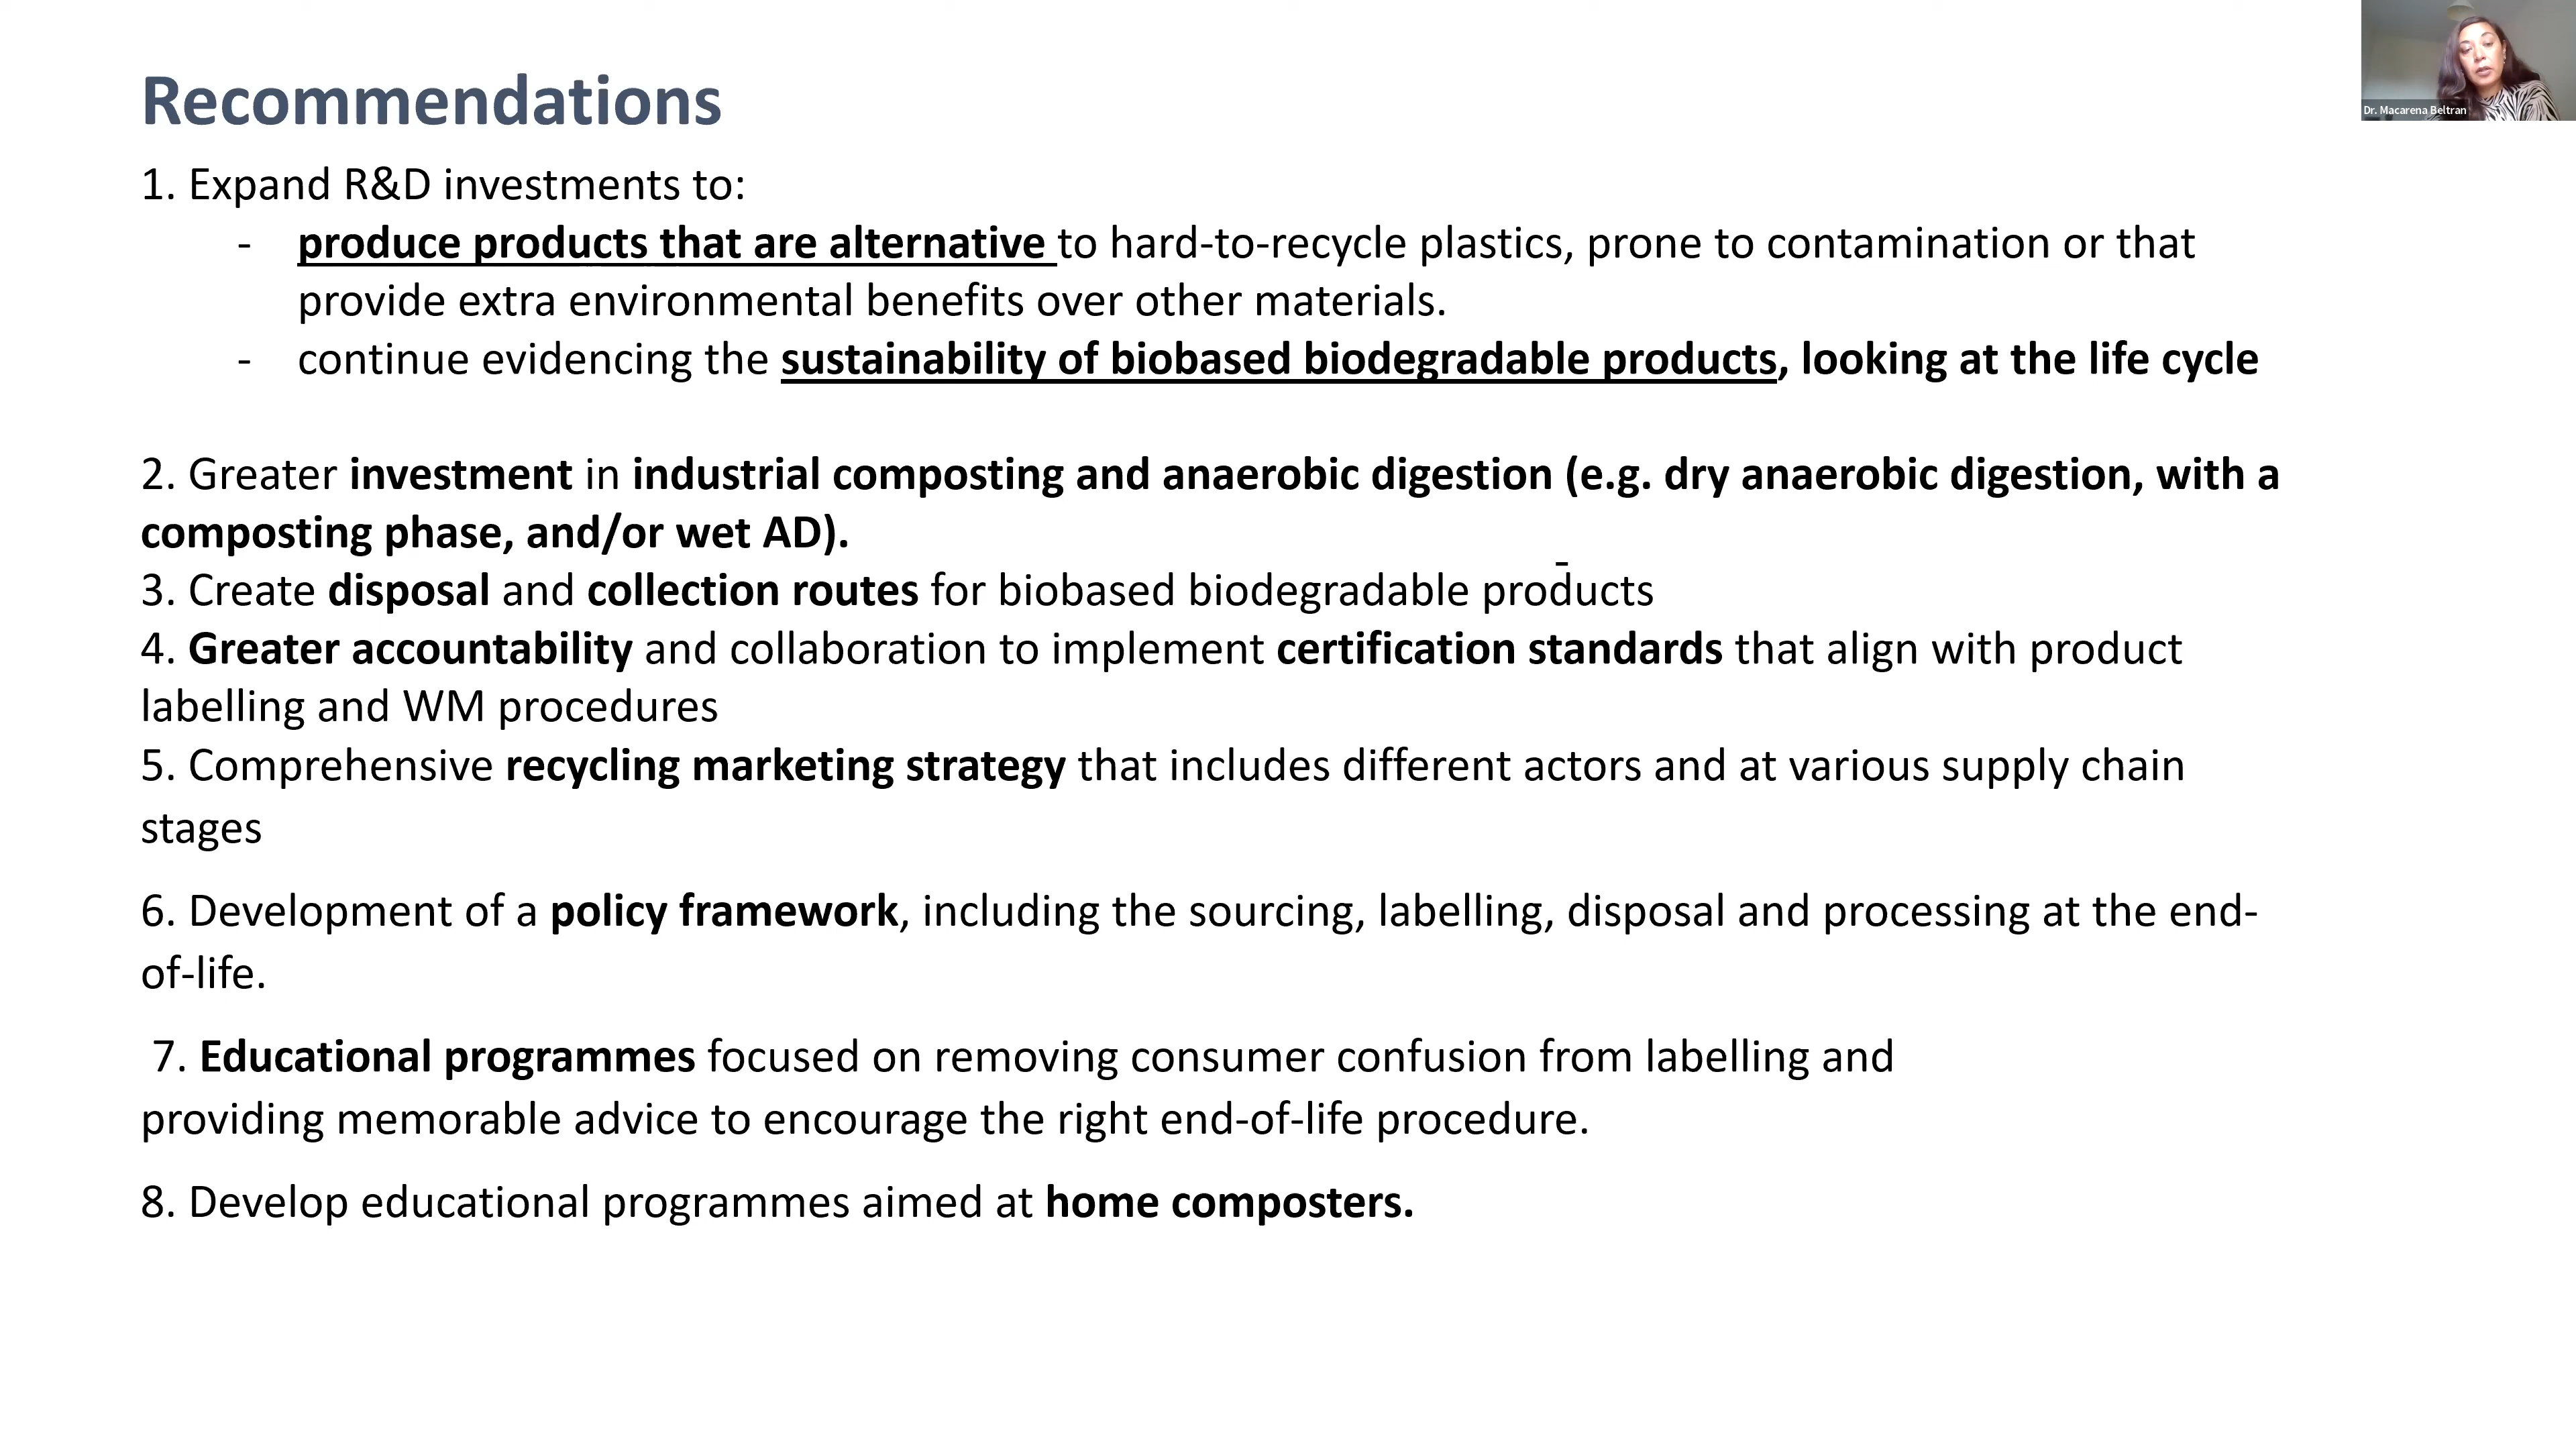 Recommendations
Dr. Macarena Beltran
1. Expand R&D investments to:
- produce products that are alternative to hard-to-recycle plastics, prone to contamination or that
provide extra environmental benefits over other materials.
- continue evidencing the sustainability of biobased biodegradable products, looking at the life cycle
2. Greater investment in industrial composting and anaerobic digestion (e.g. dry anaerobic digestion, with a
composting phase, and/or wet AD).
-
3. Create disposal and collection routes for biobased biodegradable products
4. Greater accountability and collaboration to implement certification standards that align with product
labelling and WM procedures
5. Comprehensive recycling marketing strategy that includes different actors and at various supply chain
stages
6. Development of a policy framework, including the sourcing, labelling, disposal and processing at the end-
of-life.
7. Educational programmes focused on removing consumer confusion from labelling and
providing memorable advice to encourage the right end-of-life procedure.
8. Develop educational programmes aimed at home composters.